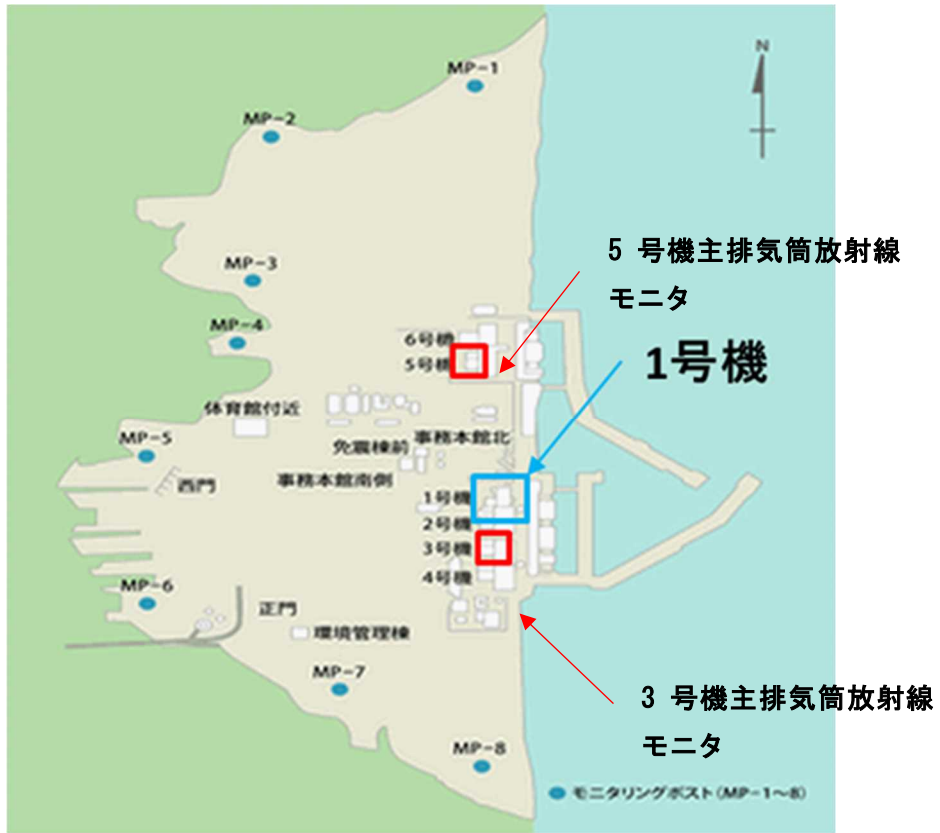 MP-1
N
MP-2
5 号機主排気筒放射線
モニタ
MP-3
MP-4
6号機
5号機
1号機
体育館付近
事務本館北
MP-5
免震棟前
西門
事務本館南側
1号機
2号機
3号機
4号機
MP-6
正門
環境管理棟
MP-7
3 号機主排気筒放射線
モニタ
MP-8
モニタリングポスト(MP-1～8)